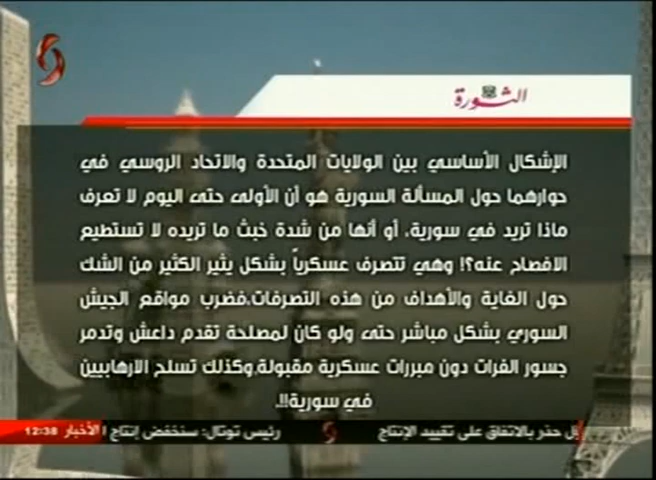 الثورة
الإشكال الأساسي بين الولايات المتحدة والاتحاد الروسي في
حوارهما حول المسألة السورية هو أن الأولى حتى اليوم لا تعرف
ماذا تريد في سورية، أو أنها من شدة خبث ما تريده لا تستطيع
الافصاح عنه؟! وهي تتصرف عسكرياً بشكل يثير الكثير من الشك
حول الغاية والأهداف من هذه التصرفات،فضرب مواقع الجيش
السوري بشكل مباشر حتى ولو كان لمصلحة تقدم داعش وتدمر
جسور الفرات دون مبررات عسكرية مقبولة،وكذلك تسلح الارهابيين
في سورية!!.
ل حذر بالاتفاق على تقييد الإنتاج رئيس توتال: سنخفض إنتاج ا الأخبار 12:38